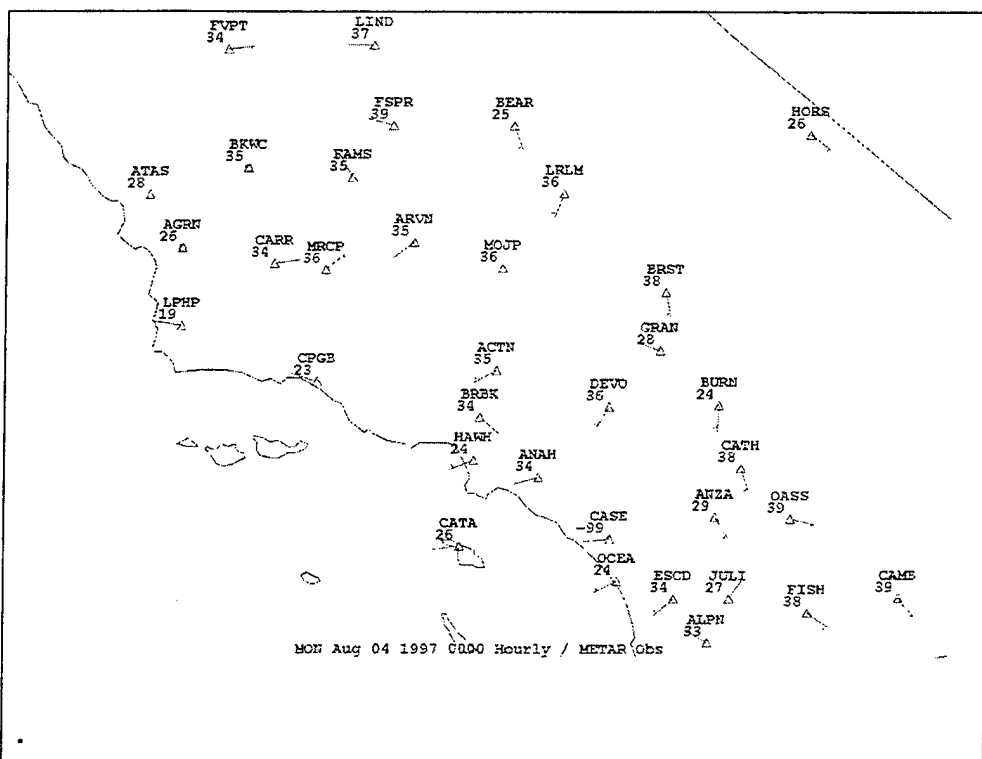 FVPT
34
LIND
37
FSPR
39
BEAR
25
HORS
26
BKWC
35
FAMS
35
ATAS
28
LRLM
36
AGRN
26
ARVN
35
CARR
34
MRCP
36
MOJP
36
BRST
38
LPHP
19
GRAN
28
ACTN
35
CPGB
23
DEVO
36
BURN
24
BRBK
34
HAWH
24
ANAH
34
CATH
38
ANZA
29
OASS
39
CASE
-99
CATA
26
OCEA
24
ESCD
34
JULI
27
FISH
38
CAMB
39
ALPN
33
MON Aug 04 1997 0000 Hourly / METAR Obs